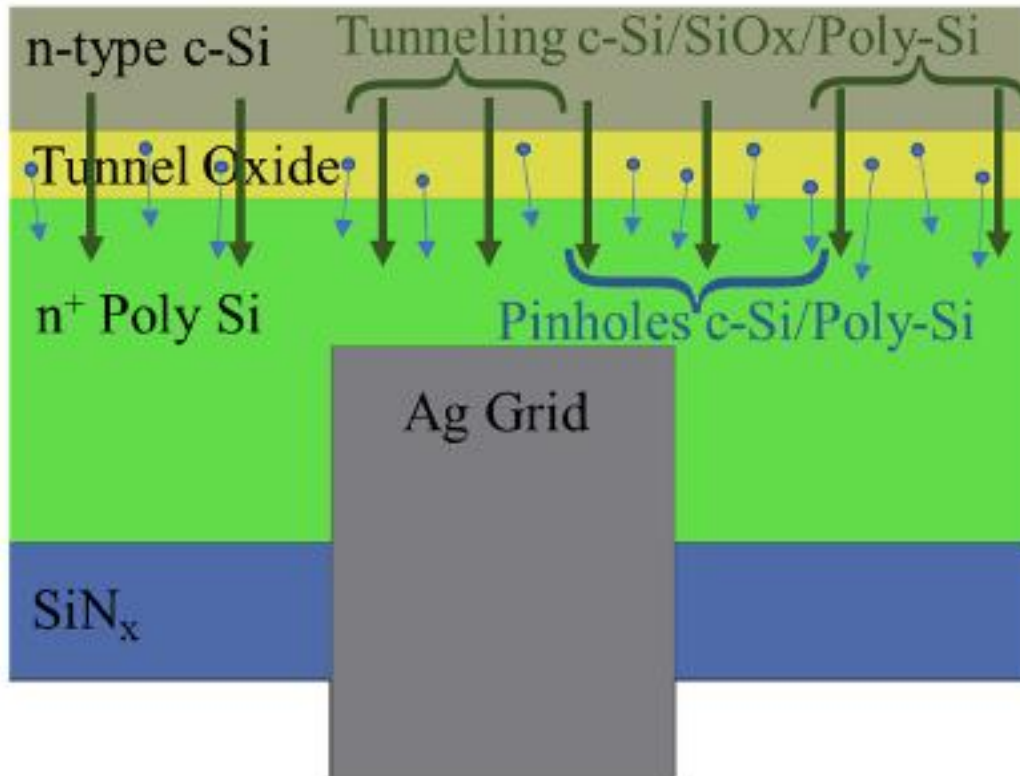 n-type c-Si
Tunneling c-Si/SiOx/Poly-Si
Tunnel Oxide
n⁺ Poly Si
Pinholes c-Si/Poly-Si
Ag Grid
SiNₓ